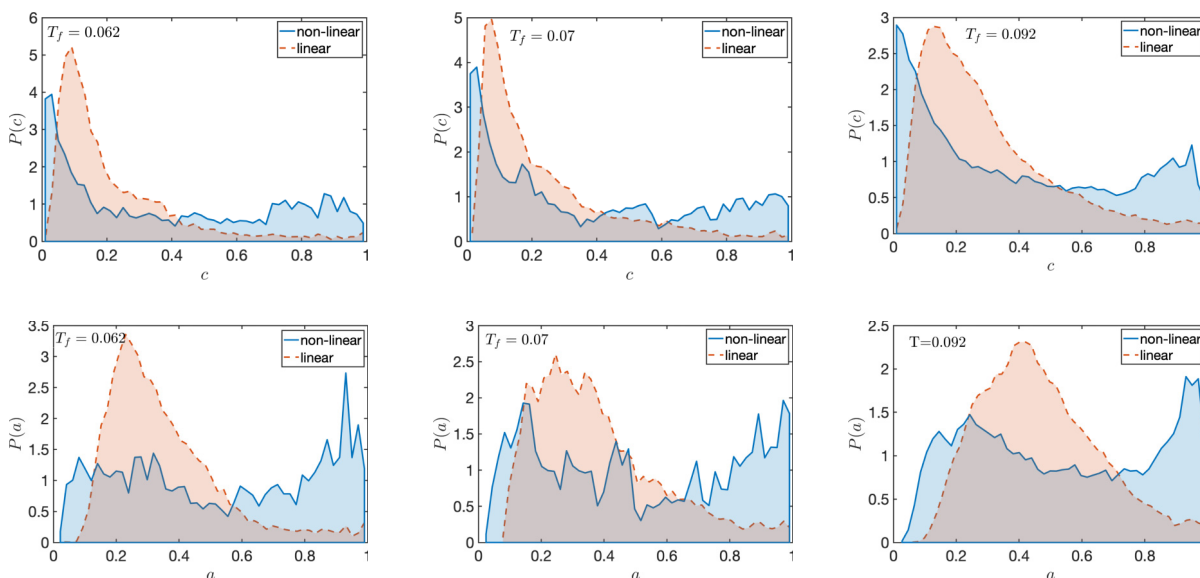 T_f = 0.062
non-linear
linear
P(c)
6
5
4
3
2
1
0
0 0.2 0.4 0.6 0.8 1
c
T_f = 0.07
non-linear
linear
P(c)
5
4
3
2
1
0
0 0.2 0.4 0.6 0.8 1
c
T_f = 0.092
non-linear
linear
P(c)
3
2.5
2
1.5
1
0.5
0
0 0.2 0.4 0.6 0.8
c
T_f = 0.062
non-linear
linear
P(a)
3.5
3
2.5
2
1.5
1
0.5
0
0 0.2 0.4 0.6 0.8 1
a
T_f = 0.07
non-linear
linear
P(a)
3
2.5
2
1.5
1
0.5
0
0 0.2 0.4 0.6 0.8 1
a
T=0.092
non-linear
linear
P(a)
2.5
2
1.5
1
0.5
0
0 0.2 0.4 0.6 0.8
a